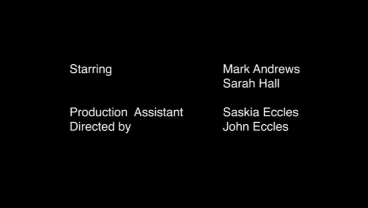 Starring Mark Andrews
Sarah Hall
Production Assistant Saskia Eccles
Directed by John Eccles